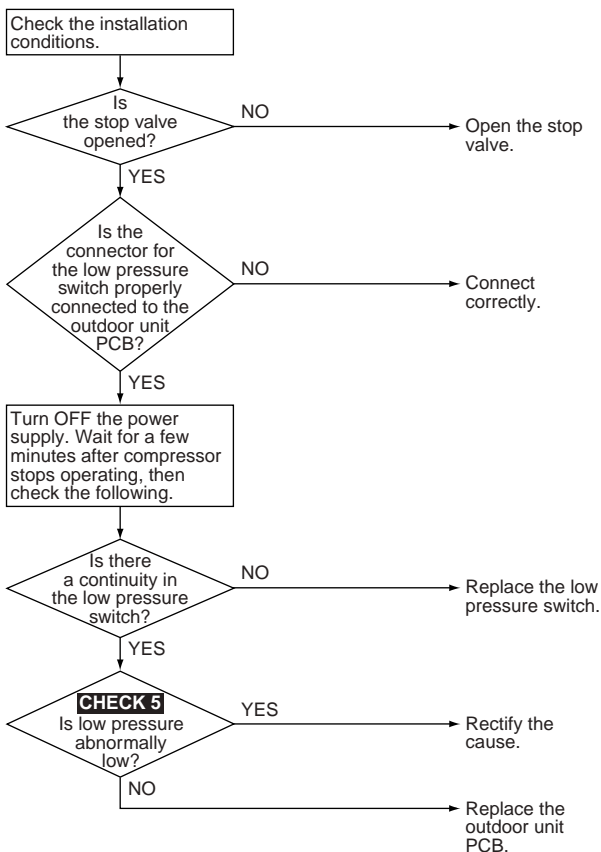 Check the installation
conditions.
Is
the stop valve
opened?
NO
Open the stop
valve.
YES
Is the
connector for
the low pressure
switch properly
connected to the
outdoor unit
PCB?
NO
Connect
correctly.
YES
Turn OFF the power
supply. Wait for a few
minutes after compressor
stops operating, then
check the following.
Is there
a continuity in
the low pressure
switch?
NO
Replace the low
pressure switch.
YES
CHECK 5
Is low pressure
abnormally
low?
YES
Rectify the
cause.
NO
Replace the
outdoor unit
PCB.